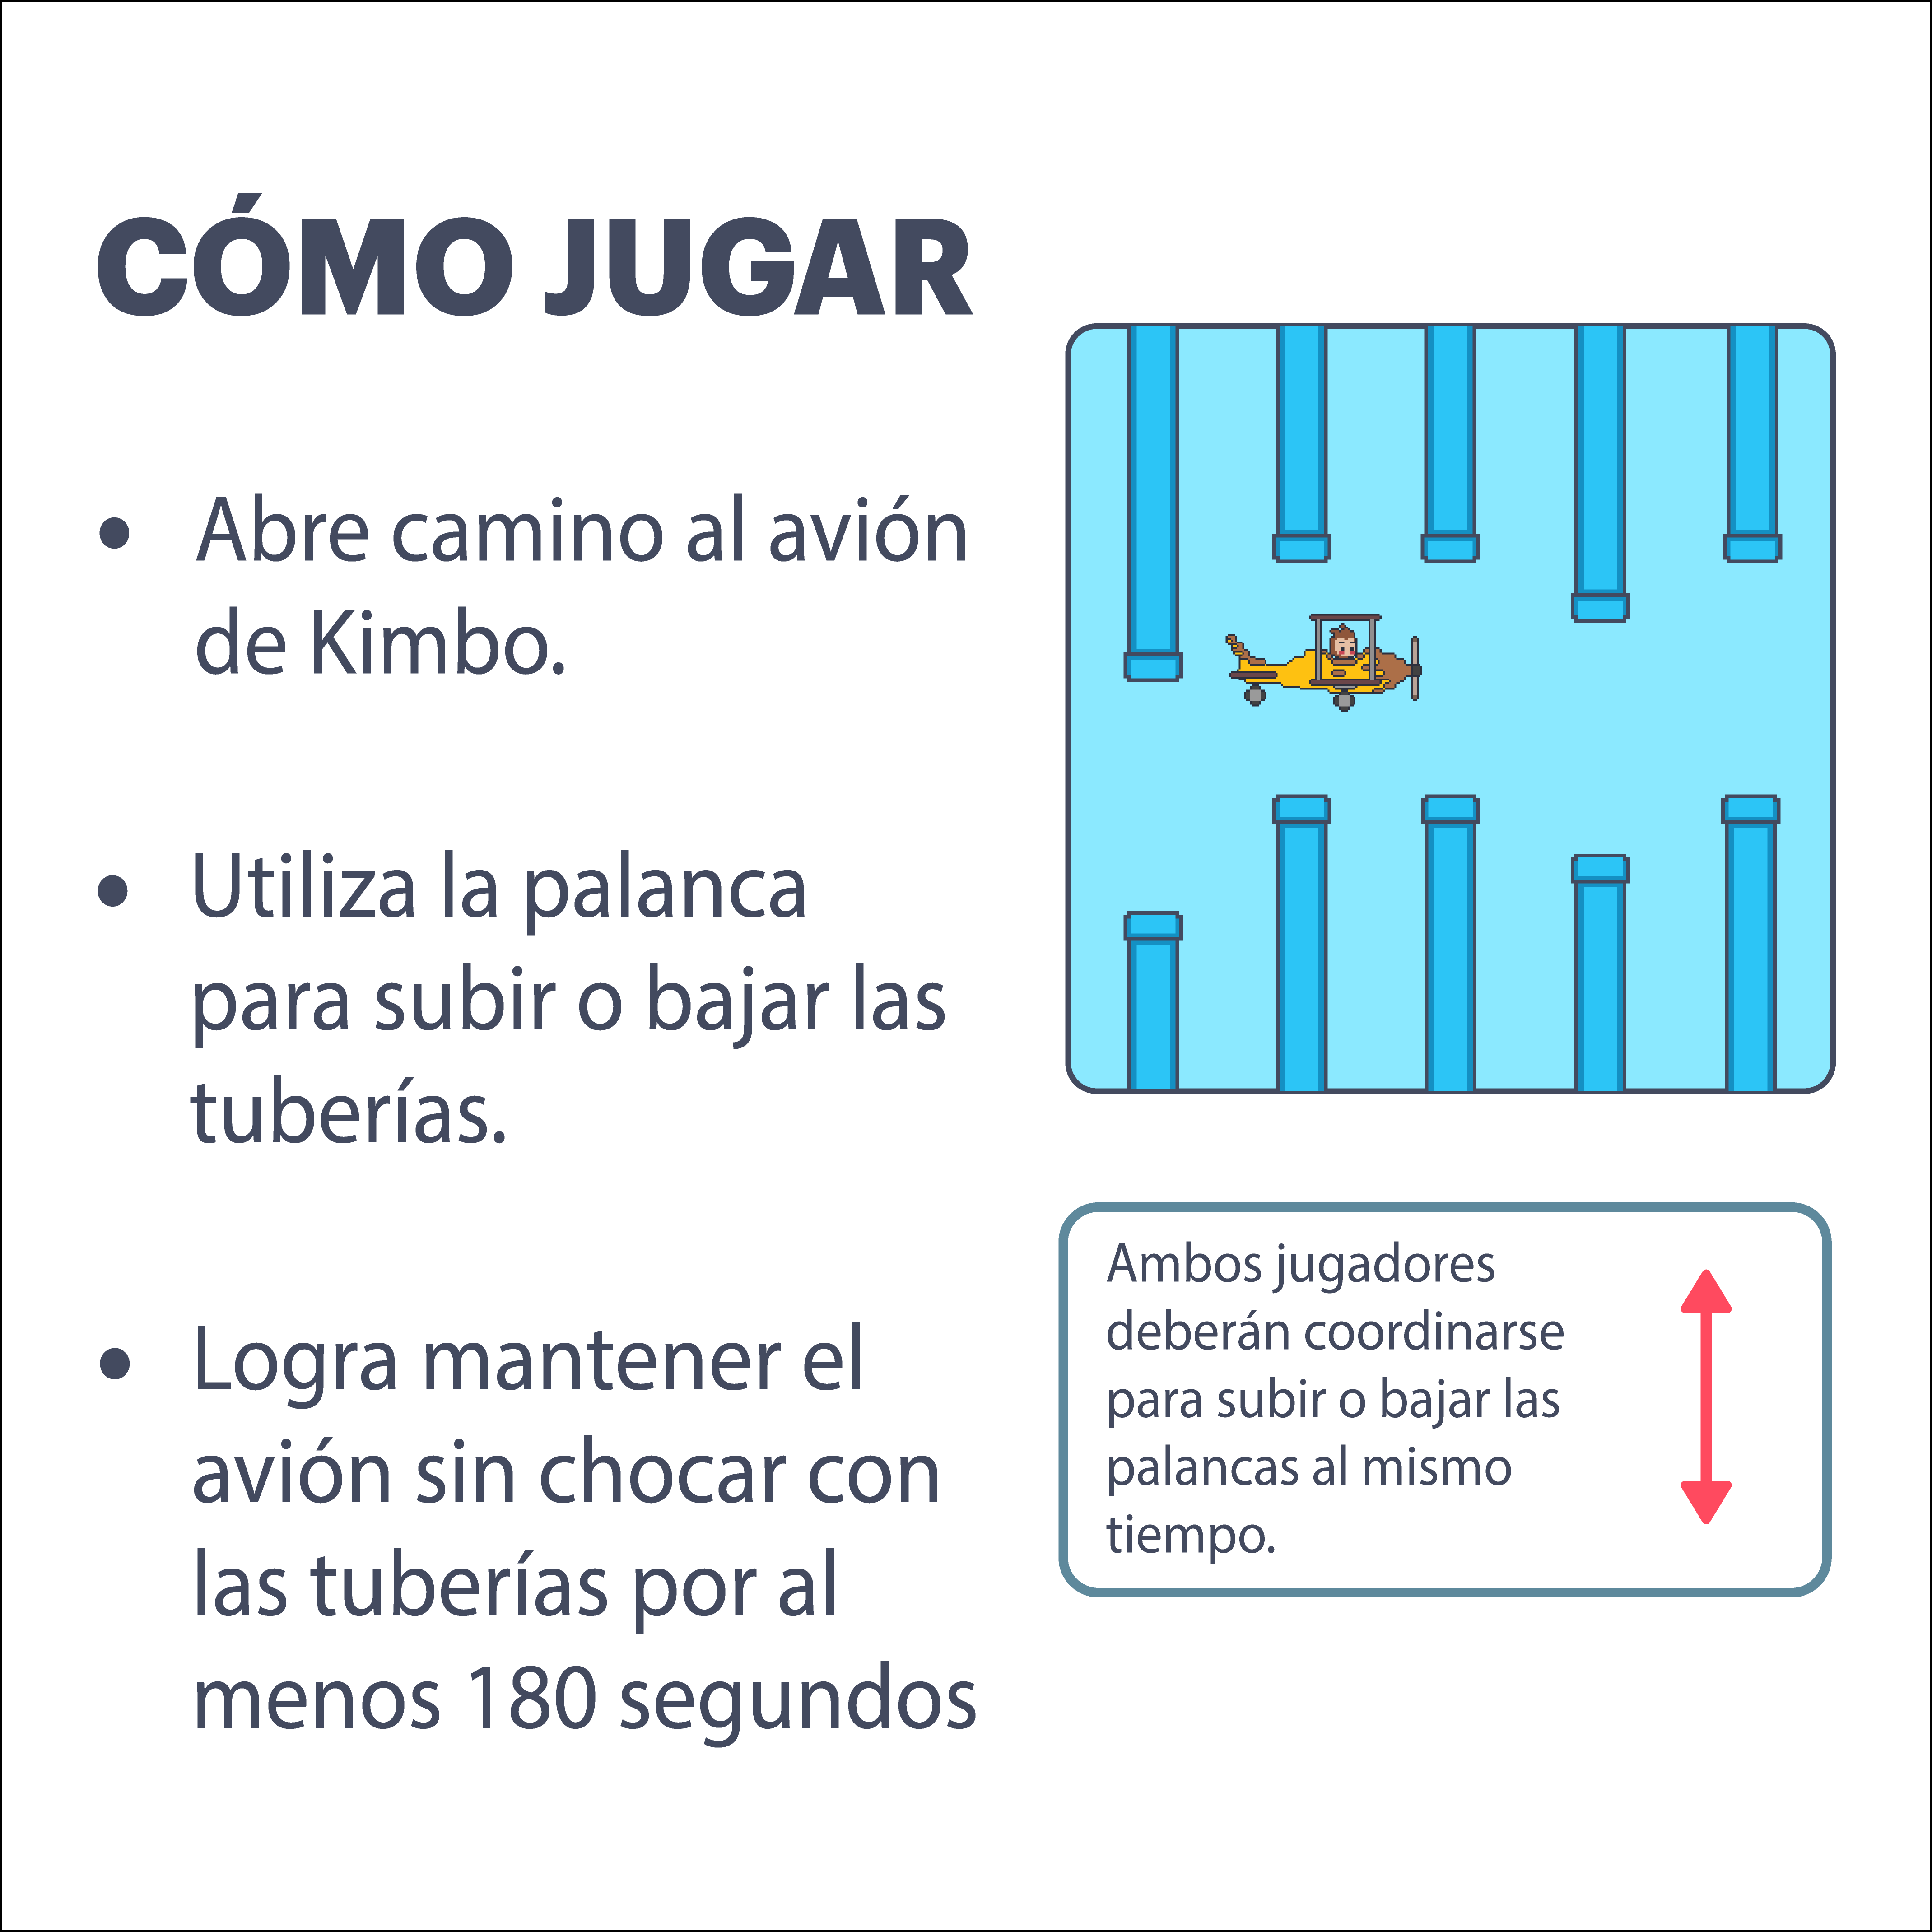 CÓMO JUGAR
• Abre camino al avión
de Kimbo.
• Utiliza la palanca
para subir o bajar las
tuberías.
• Logra mantener el
avión sin chocar con
las tuberías por al
menos 180 segundos
Ambos jugadores
deberán coordinarse
para subir o bajar las
palancas al mismo
tiempo.